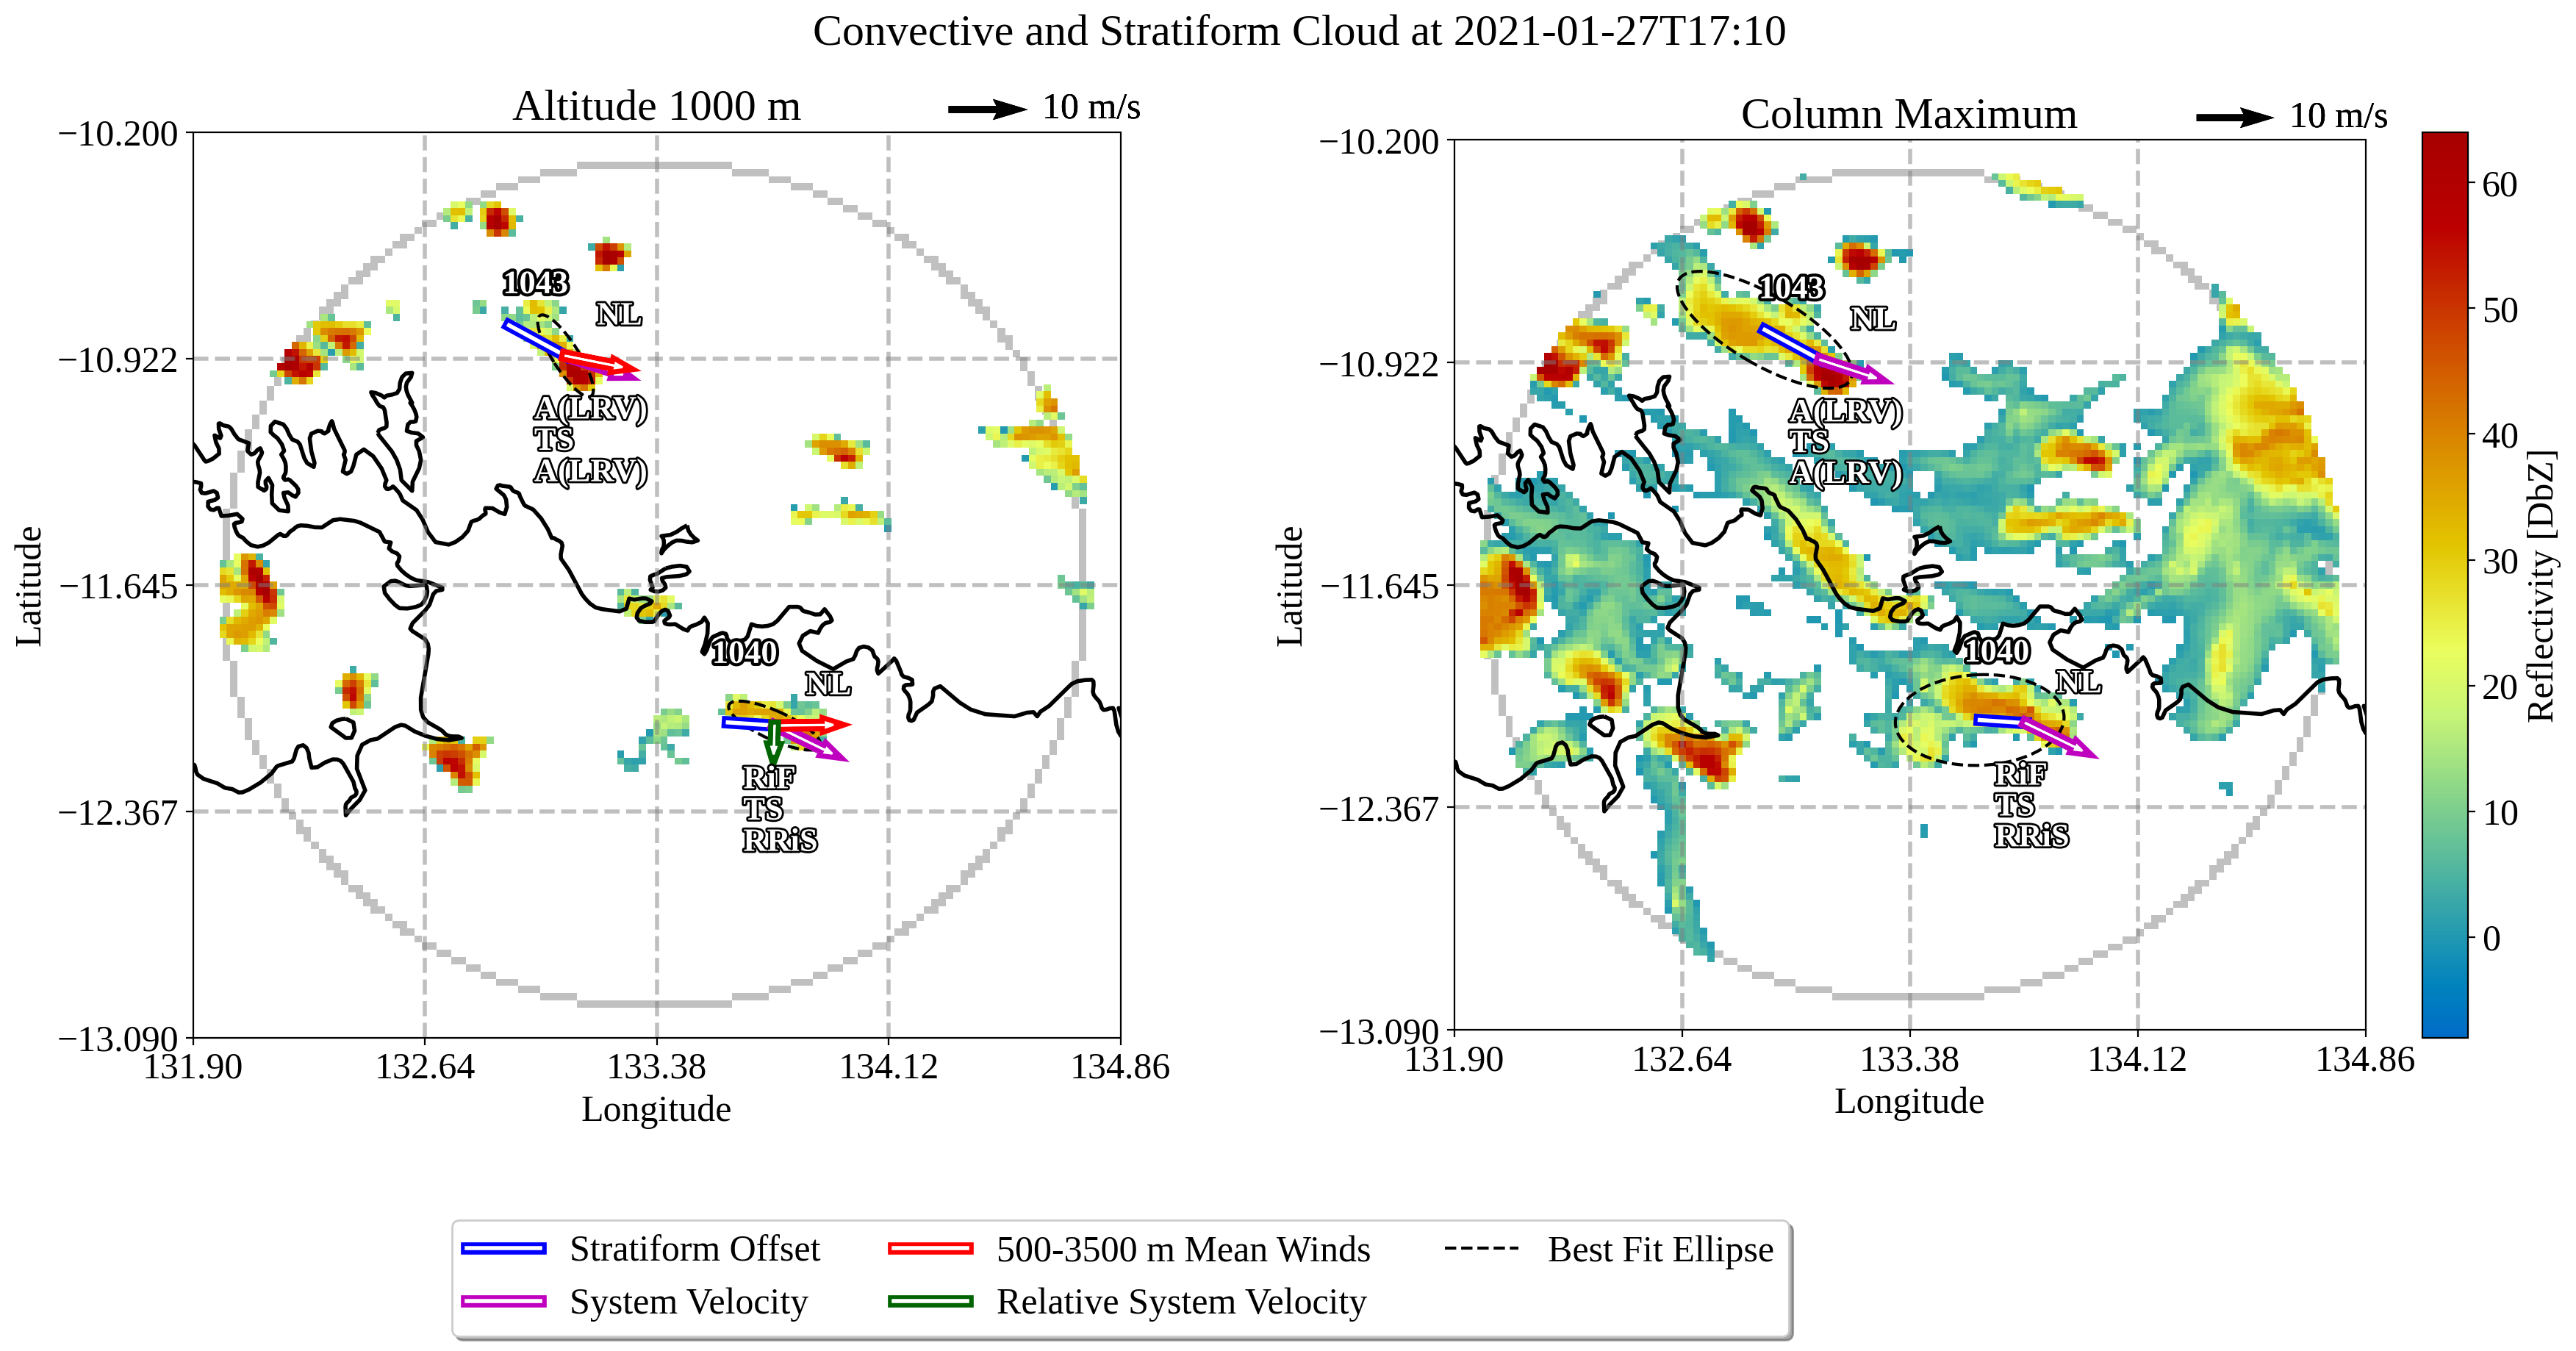 Convective and Stratiform Cloud at 2021-01-27T17:10
Altitude 1000 m
10 m/s
−10.200
−10.922
−11.645
−12.367
−13.090
Latitude
131.90
132.64
133.38
134.12
134.86
Longitude
1043
NL
A(LRV)
TS
A(LRV)
1040
NL
RiF
TS
RRiS
Column Maximum
10 m/s
−10.200
−10.922
−11.645
−12.367
−13.090
Latitude
131.90
132.64
133.38
134.12
134.86
Longitude
1043
NL
A(LRV)
TS
A(LRV)
1040
NL
RiF
TS
RRiS
60
50
40
30
20
10
0
Reflectivity [DbZ]
Stratiform Offset
System Velocity
500-3500 m Mean Winds
Relative System Velocity
Best Fit Ellipse